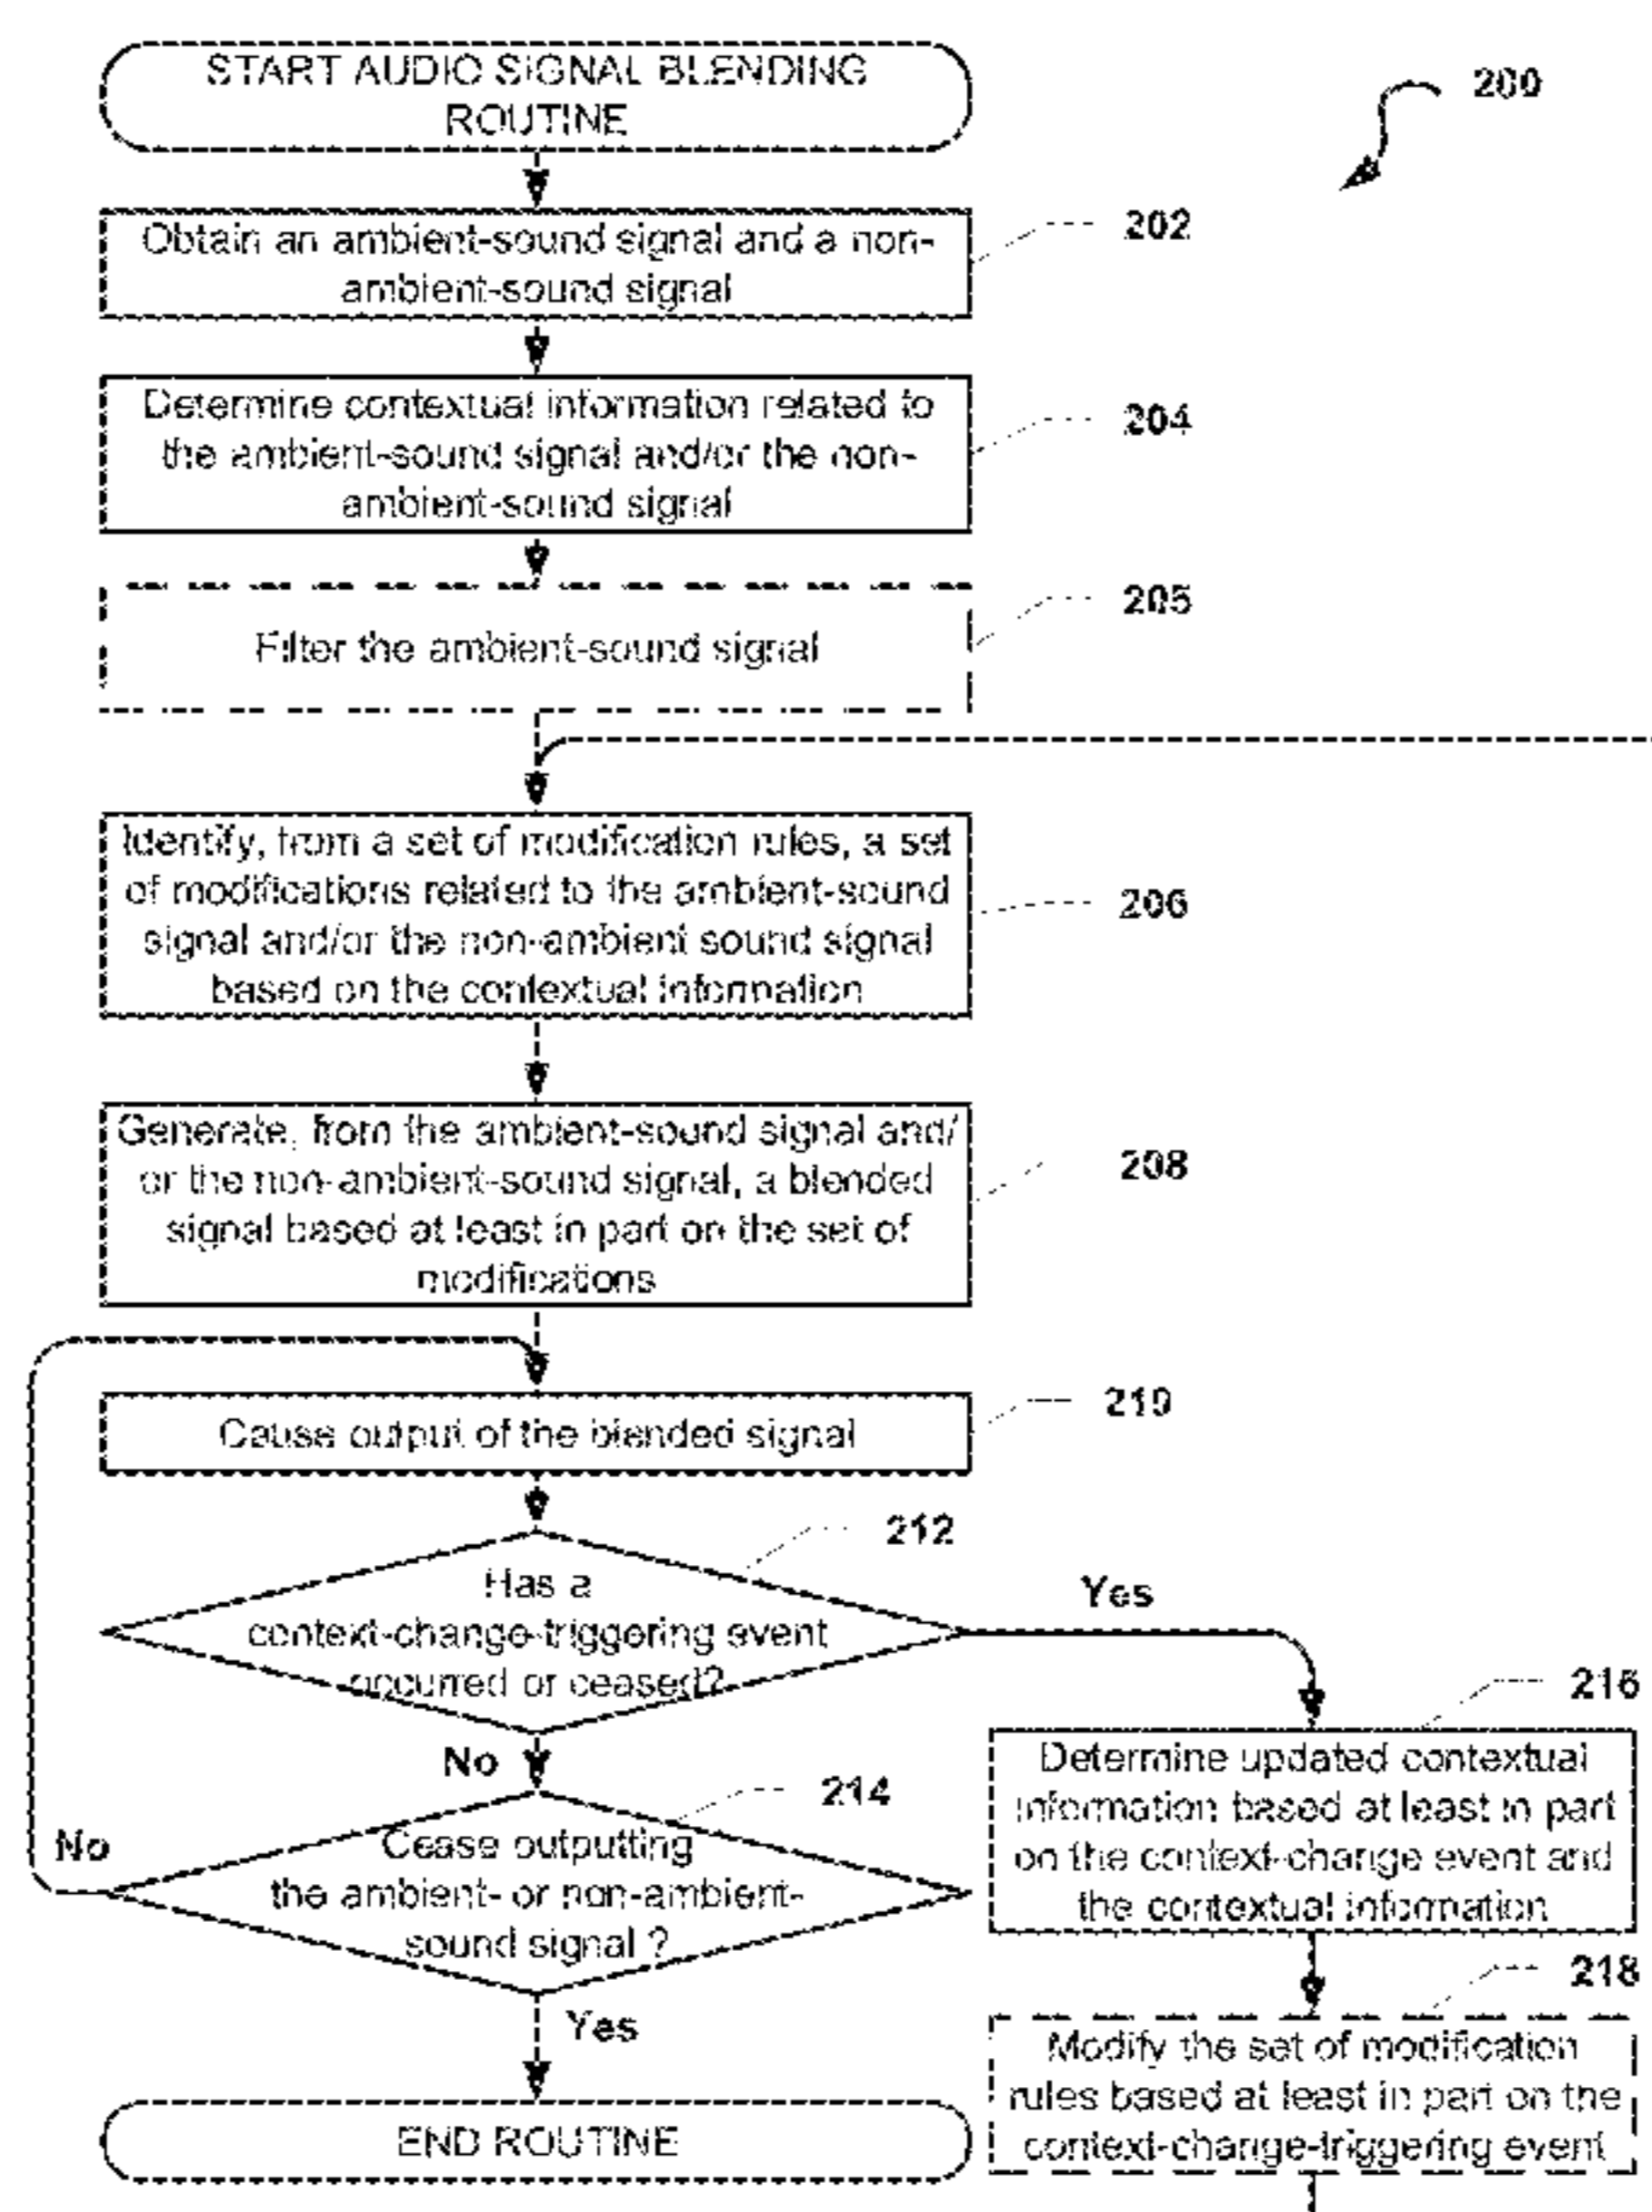 START AUDIO SIGNAL BLENDING
ROUTINE
200
Obtain an ambient-sound signal and a non-
ambient-sound signal
202
Determine contextual information related to
the ambient-sound signal and/or the non-
ambient-sound signal
204
Filter the ambient-sound signal
205
Identify, from a set of modification rules, a set
of modifications related to the ambient-sound
signal and/or the non-ambient sound signal
based on the contextual information
206
Generate, from the ambient-sound signal and/
or the non-ambient-sound signal, a blended
signal based at least in part on the set of
modifications
208
Cause output of the blended signal
210
212
Has a
context-change-triggering event
occurred or ceased?
Yes
No
214
Cease outputting
the ambient- or non-ambient-
sound signal ?
No
Yes
END ROUTINE
216
Determine updated contextual
information based at least in part
on the context-change event and
the contextual information
218
Modify the set of modification
rules based at least in part on the
context-change-triggering event